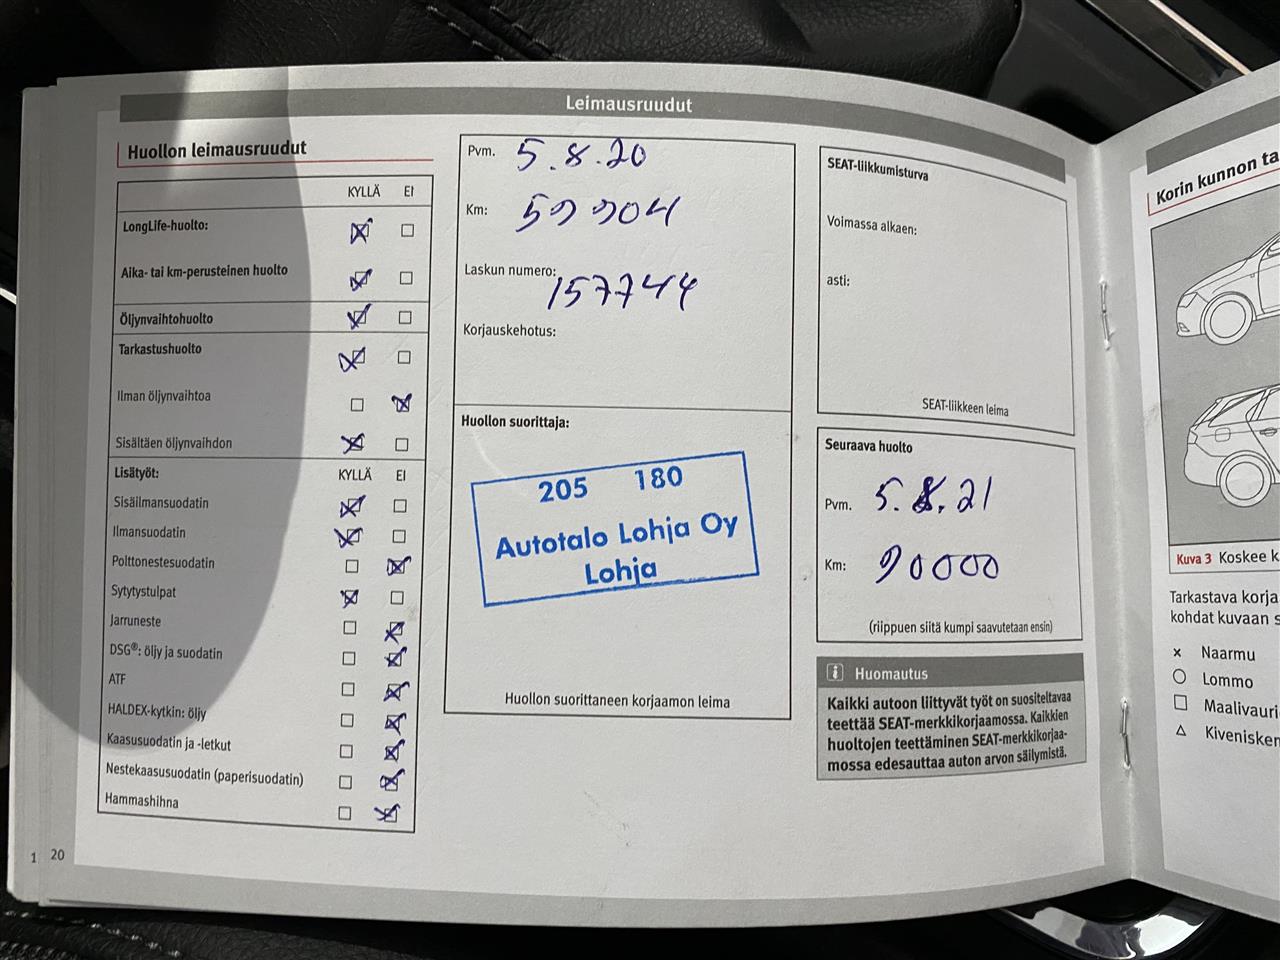 Leimausruudut
Huollon leimausruudut
KYLLÄ EI
LongLife-huolto:
Aika- tai km-perusteinen huolto
Öljynvaihtohuolto
Tarkastushuolto
Ilman öljynvaihtoa
Sisältäen öljynvaihdon
Lisätyöt: KYLLÄ EI
Sisäilmansuodatin
Ilmansuodatin
Polttonestesuodatin
Sytytystulpat
Jarruneste
DSG®: öljy ja suodatin
ATF
HALDEX-kytkin: öljy
Kaasusuodatin ja -letkut
Nestekaasusuodatin (paperisuodatin)
Hammashihna
1 20
Pvm. 5.8.20
Km: 59904
Laskun numero: 157744
Korjauskehotus:
Huollon suorittaja:
205 180
Autotalo Lohja Oy
Lohja
Huollon suorittaneen korjaamon leima
SEAT-liikkumisturva
Voimassa alkaen:
asti:
SEAT-liikkeen leima
Seuraava huolto
Pvm. 5.8.21
Km: 90000
(riippuen siitä kumpi saavutetaan ensin)
i Huomautus
Kaikki autoon liittyvät työt on suositeltavaa
teettää SEAT-merkkikorjaamossa. Kaikkien
huoltojen teettäminen SEAT-merkkikorjaa-
mossa edesauttaa auton arvon säilymistä.
Korin kunnon ta
Kuva 3 Koskee k
Tarkastava korja
kohdat kuvaan s
Naarmu
Lommo
Maalivauri
Kivenisken